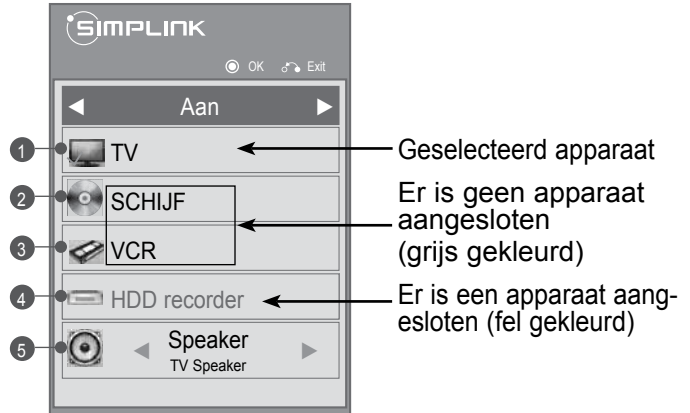 SIMPLINK
OK Exit
Aan
1 TV
2 SCHIJF
3 VCR
4 HDD recorder
5 Speaker
TV Speaker
Geselecteerd apparaat
Er is geen apparaat
aangesloten
(grijs gekleurd)
Er is een apparaat aang-
esloten (fel gekleurd)